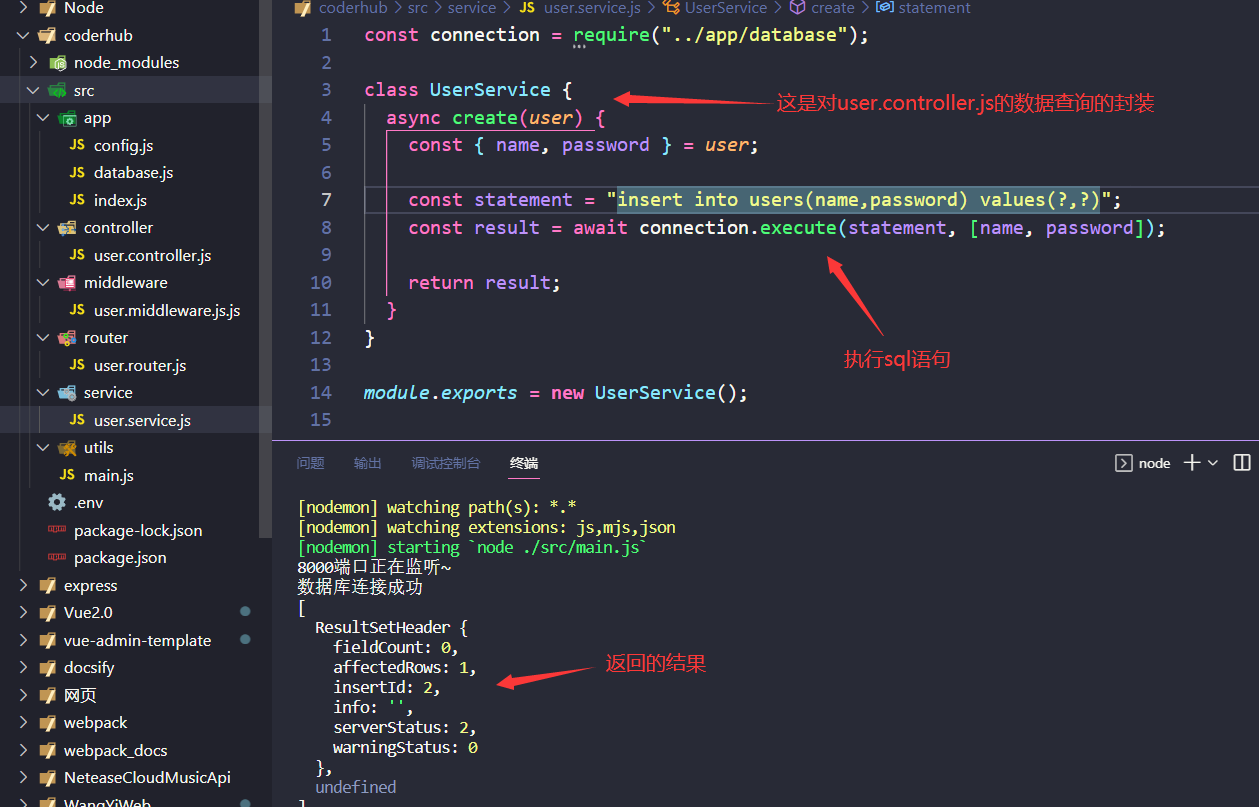 Node
coderhub
node_modules
src
app
JS config.js
JS database.js
JS index.js
controller
JS user.controller.js
middleware
JS user.middleware.js.js
router
JS user.router.js
service
JS user.service.js
utils
JS main.js
.env
package-lock.json
package.json
express
Vue2.0
vue-admin-template
docsify
网页
webpack
webpack_docs
NeteaseCloudMusicApi
WangYiWeb
coderhub > src > service > JS user.service.js > UserService > create > statement
1 const connection = require("../app/database");
2
3 class UserService {
这是对user.controller.js的数据查询的封装
4 async create(user) {
5 const { name, password } = user;
6
7 const statement = "insert into users(name,password) values(?,?)";
8 const result = await connection.execute(statement, [name, password]);
9
10 return result;
11 }
12 }
执行sql语句
13
14 module.exports = new UserService();
15
问题 输出 调试控制台 终端 node
[nodemon] watching path(s): *.*
[nodemon] watching extensions: js,mjs,json
[nodemon] starting `node ./src/main.js`
8000端口正在监听~
数据库连接成功
[
ResultSetHeader {
fieldCount: 0,
affectedRows: 1,
返回的结果
insertId: 2,
info: '',
serverStatus: 2,
warningStatus: 0
},
undefined
]